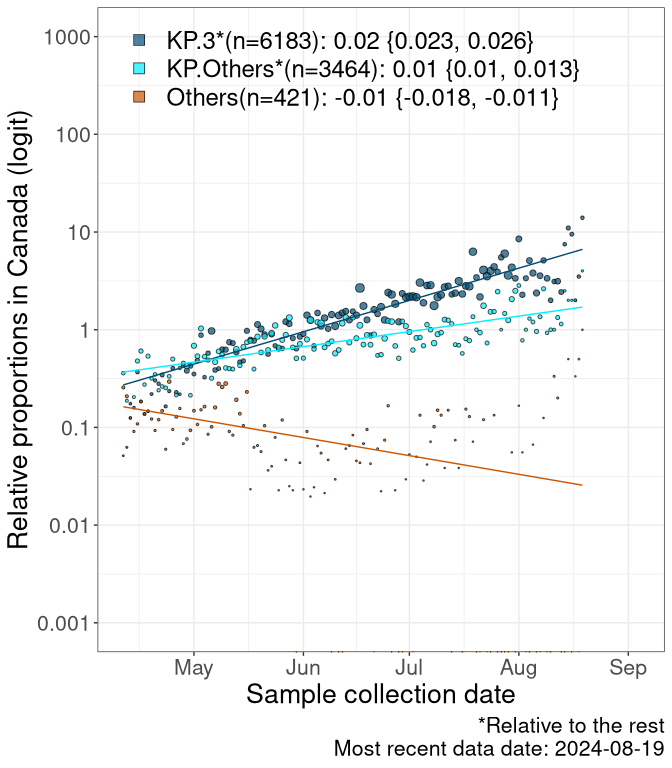 1000
100
10
1
0.1
0.01
0.001
Relative proportions in Canada (logit)
KP.3*(n=6183): 0.02 {0.023, 0.026}
KP.Others*(n=3464): 0.01 {0.01, 0.013}
Others(n=421): -0.01 {-0.018, -0.011}
May Jun Jul Aug Sep
Sample collection date
*Relative to the rest
Most recent data date: 2024-08-19